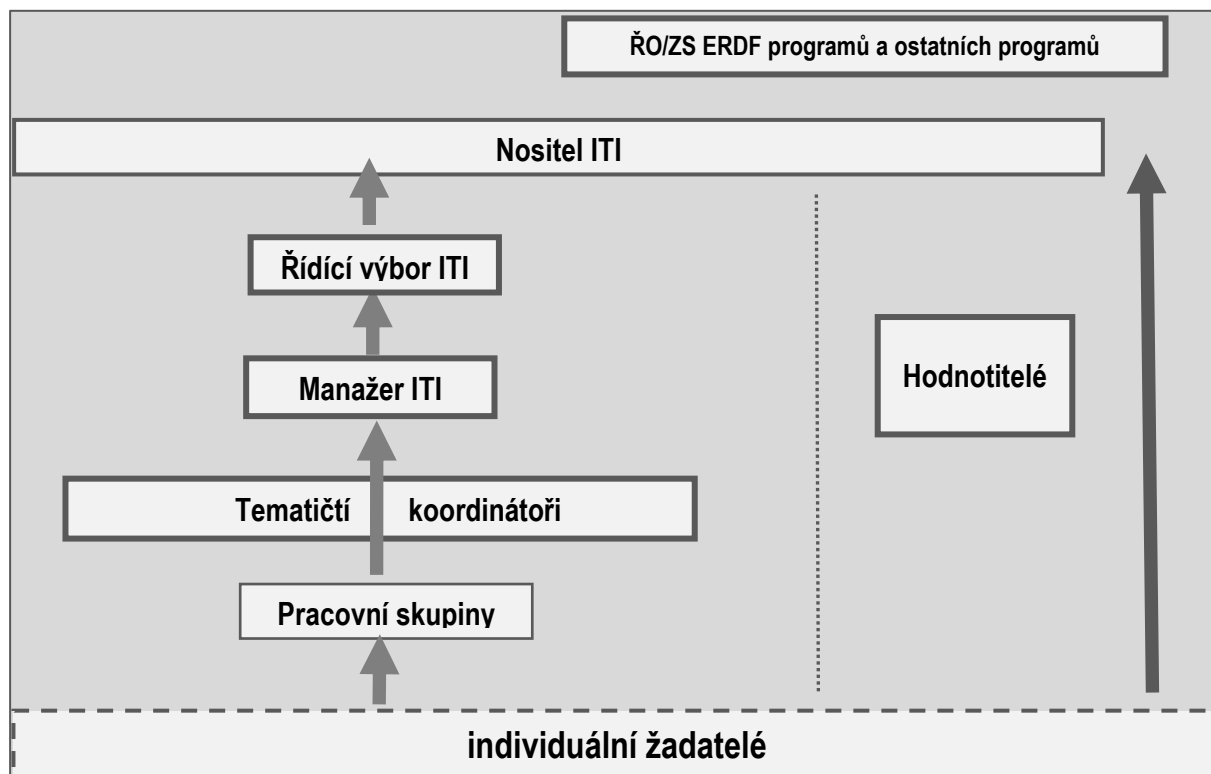 ŘO/ZS ERDF programů a ostatních programů
Nositel ITI
Řídící výbor ITI
Manažer ITI
Hodnotitelé
Tematičtí koordinátoři
Pracovní skupiny
individuální žadatelé